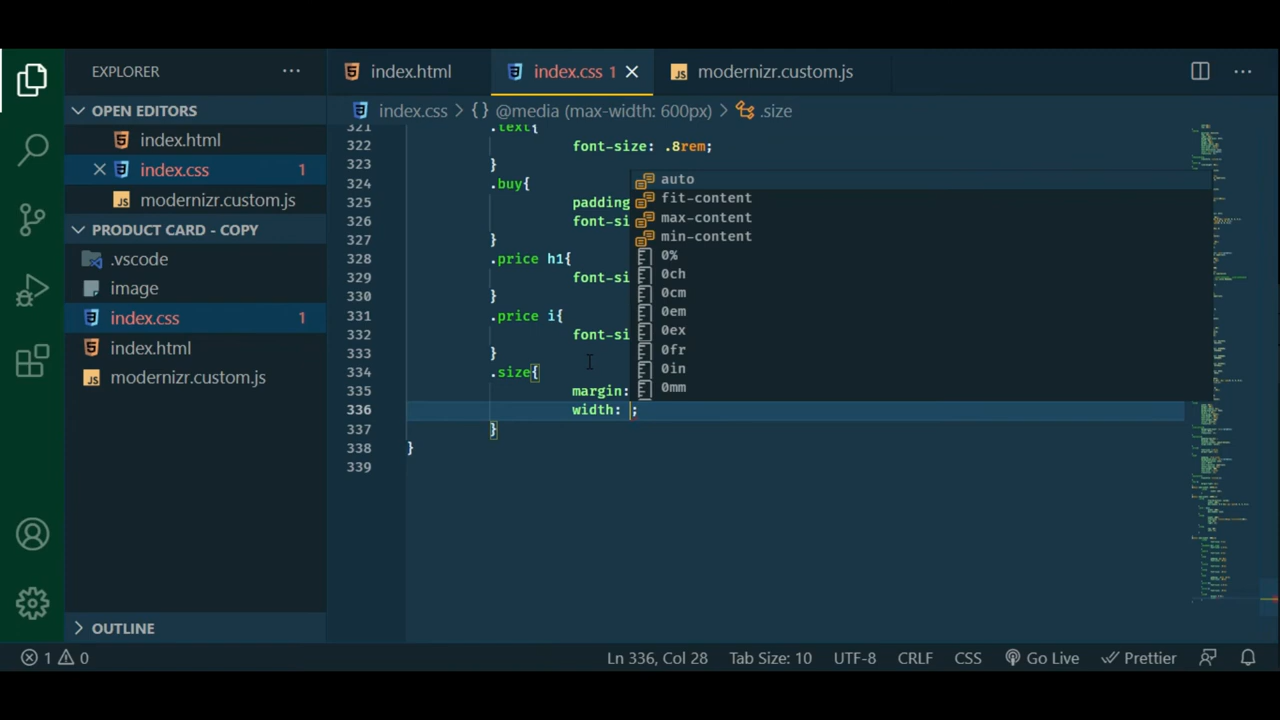 EXPLORER
index.html
index.css 1
modernizr.custom.js
OPEN EDITORS
index.html
index.css 1
modernizr.custom.js
PRODUCT CARD - COPY
.vscode
image
index.css 1
index.html
modernizr.custom.js
OUTLINE
index.css > {} @media (max-width: 600px) > .size
321 .text{
322 font-size: .8rem;
323 }
324 .buy{
325 padding
326 font-si
327 }
328 .price h1{
329 font-si
330 }
331 .price i{
332 font-si
333 }
334 .size{
335 margin:
336 width: ;
337 }
338 }
339
auto
fit-content
max-content
min-content
0%
0ch
0cm
0em
0ex
0fr
0in
0mm
1 0 Ln 336, Col 28 Tab Size: 10 UTF-8 CRLF CSS Go Live Prettier